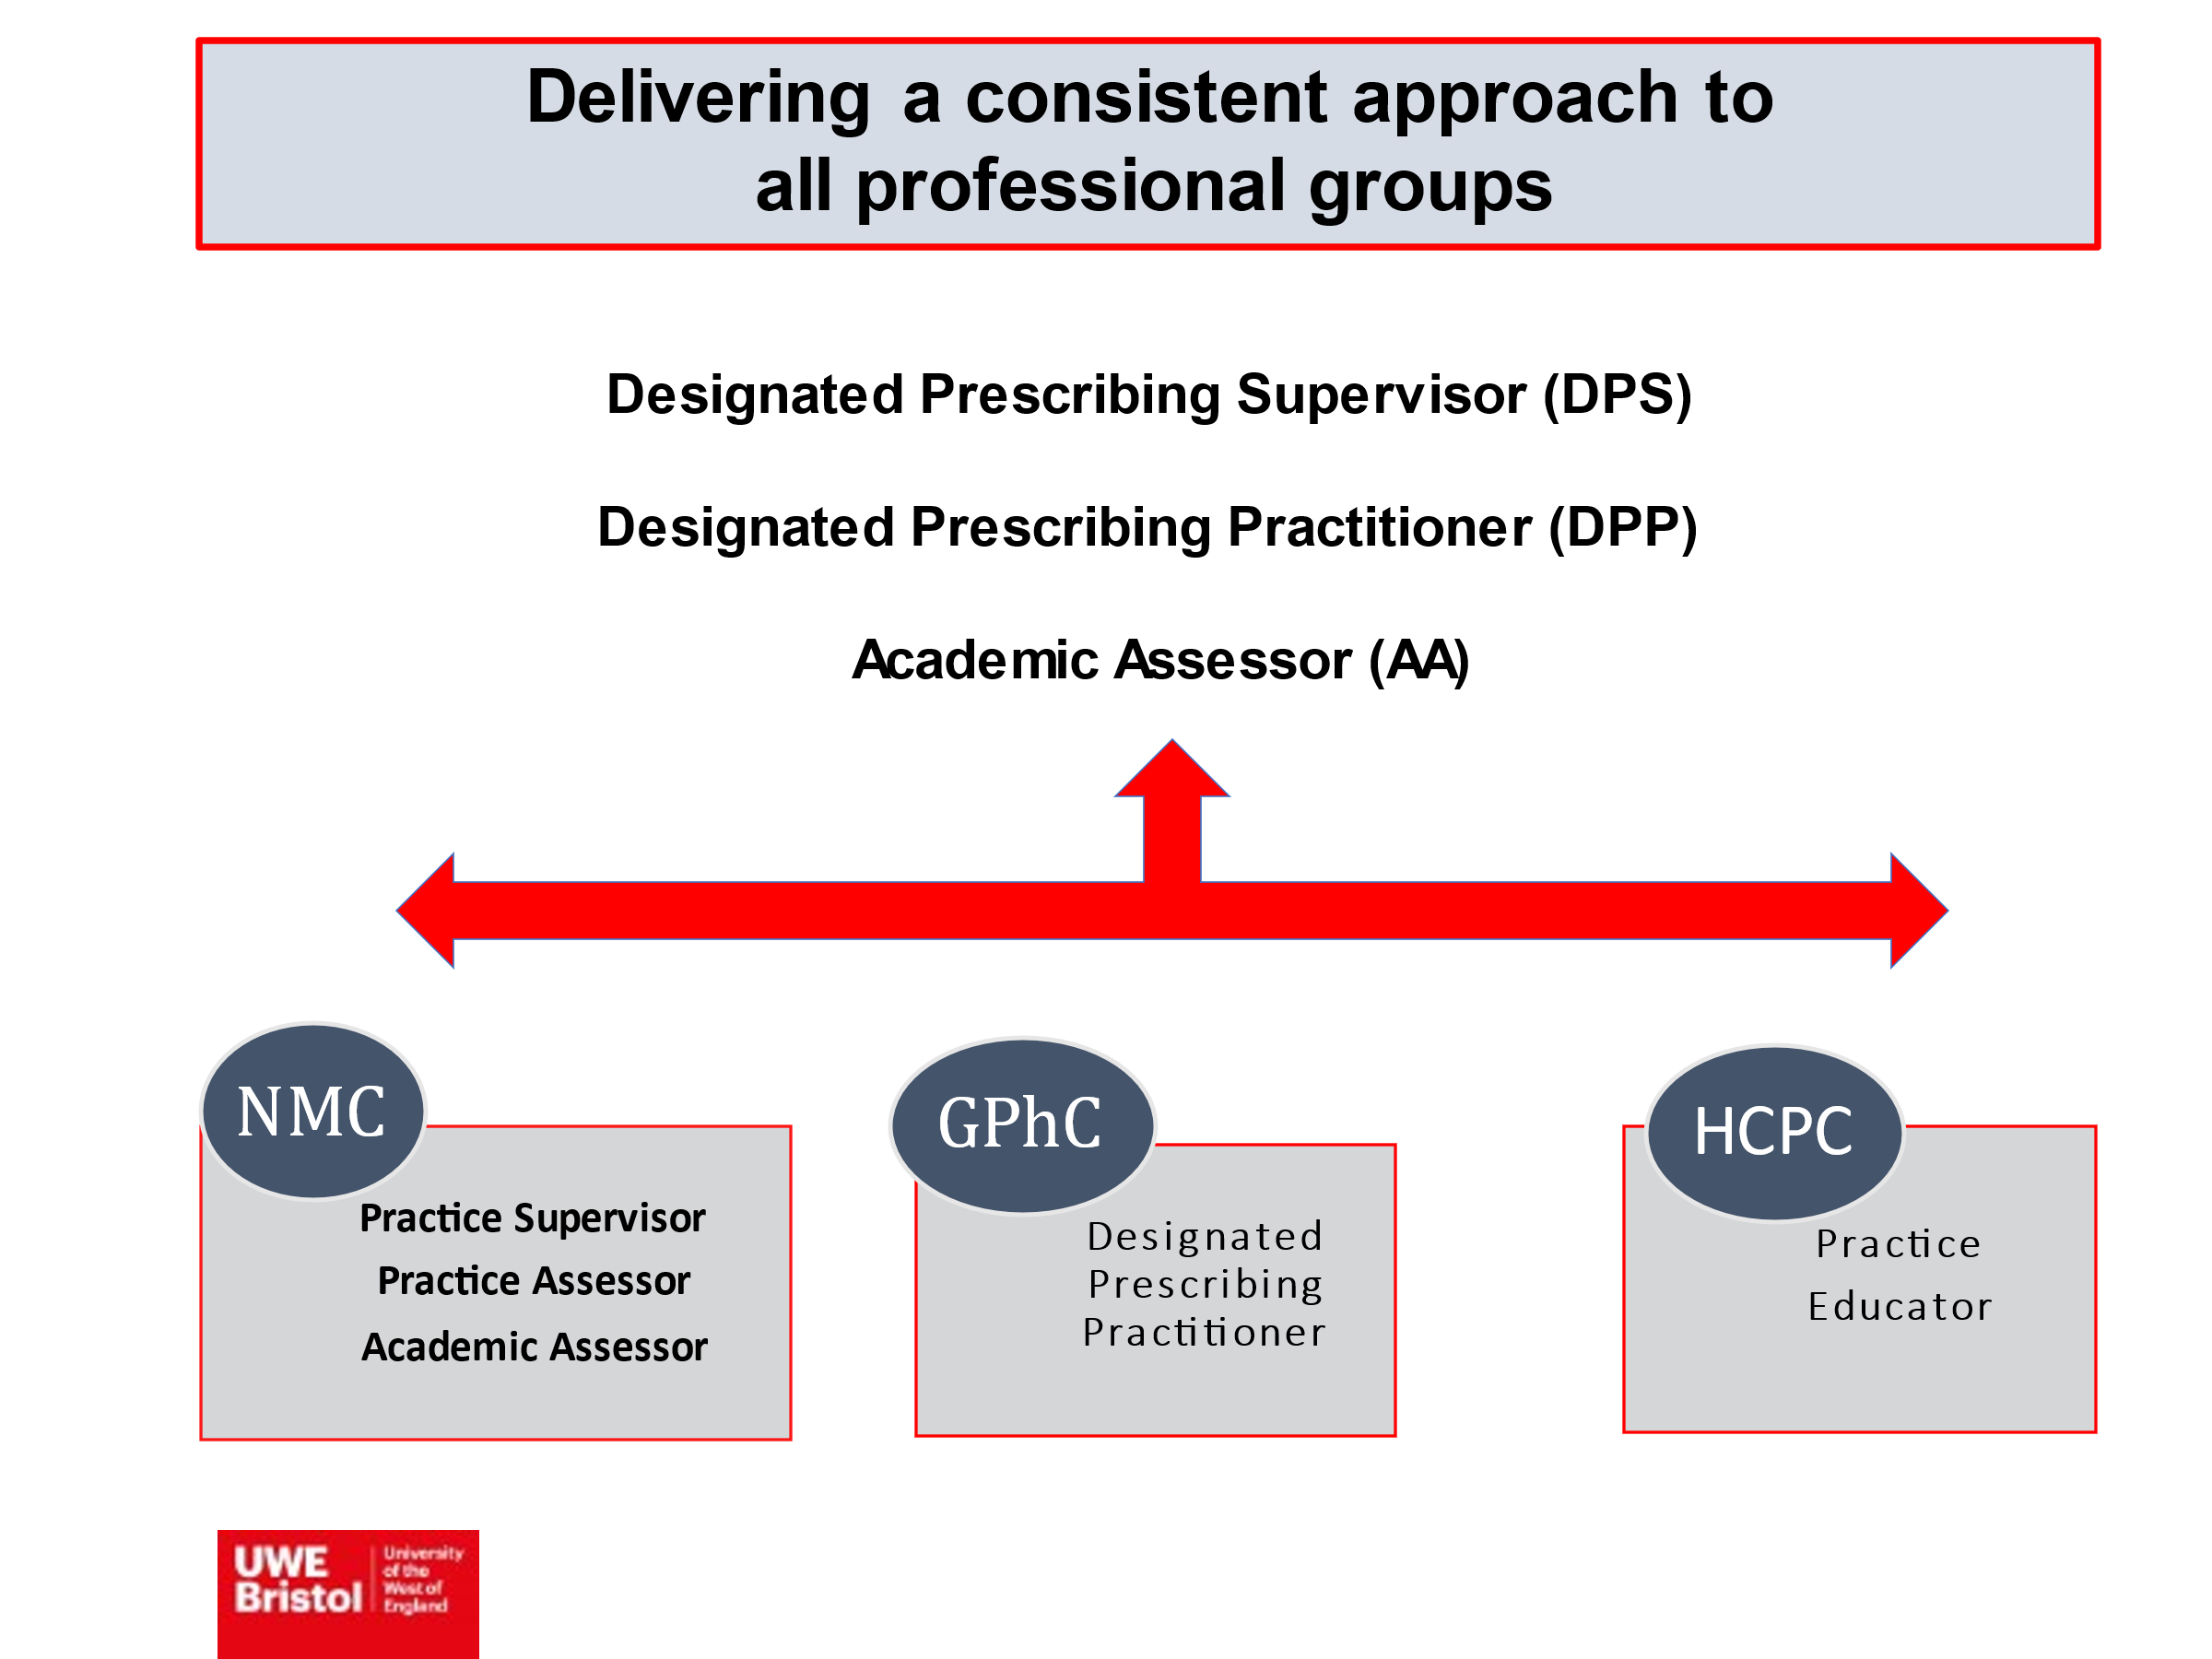 Delivering a consistent approach to
all professional groups
Designated Prescribing Supervisor (DPS)
Designated Prescribing Practitioner (DPP)
Academic Assessor (AA)
NMC
Practice Supervisor
Practice Assessor
Academic Assessor
GPhC
Designated
Prescribing
Practitioner
HCPC
Practice
Educator
UWE
Bristol
University
of the
West of
England